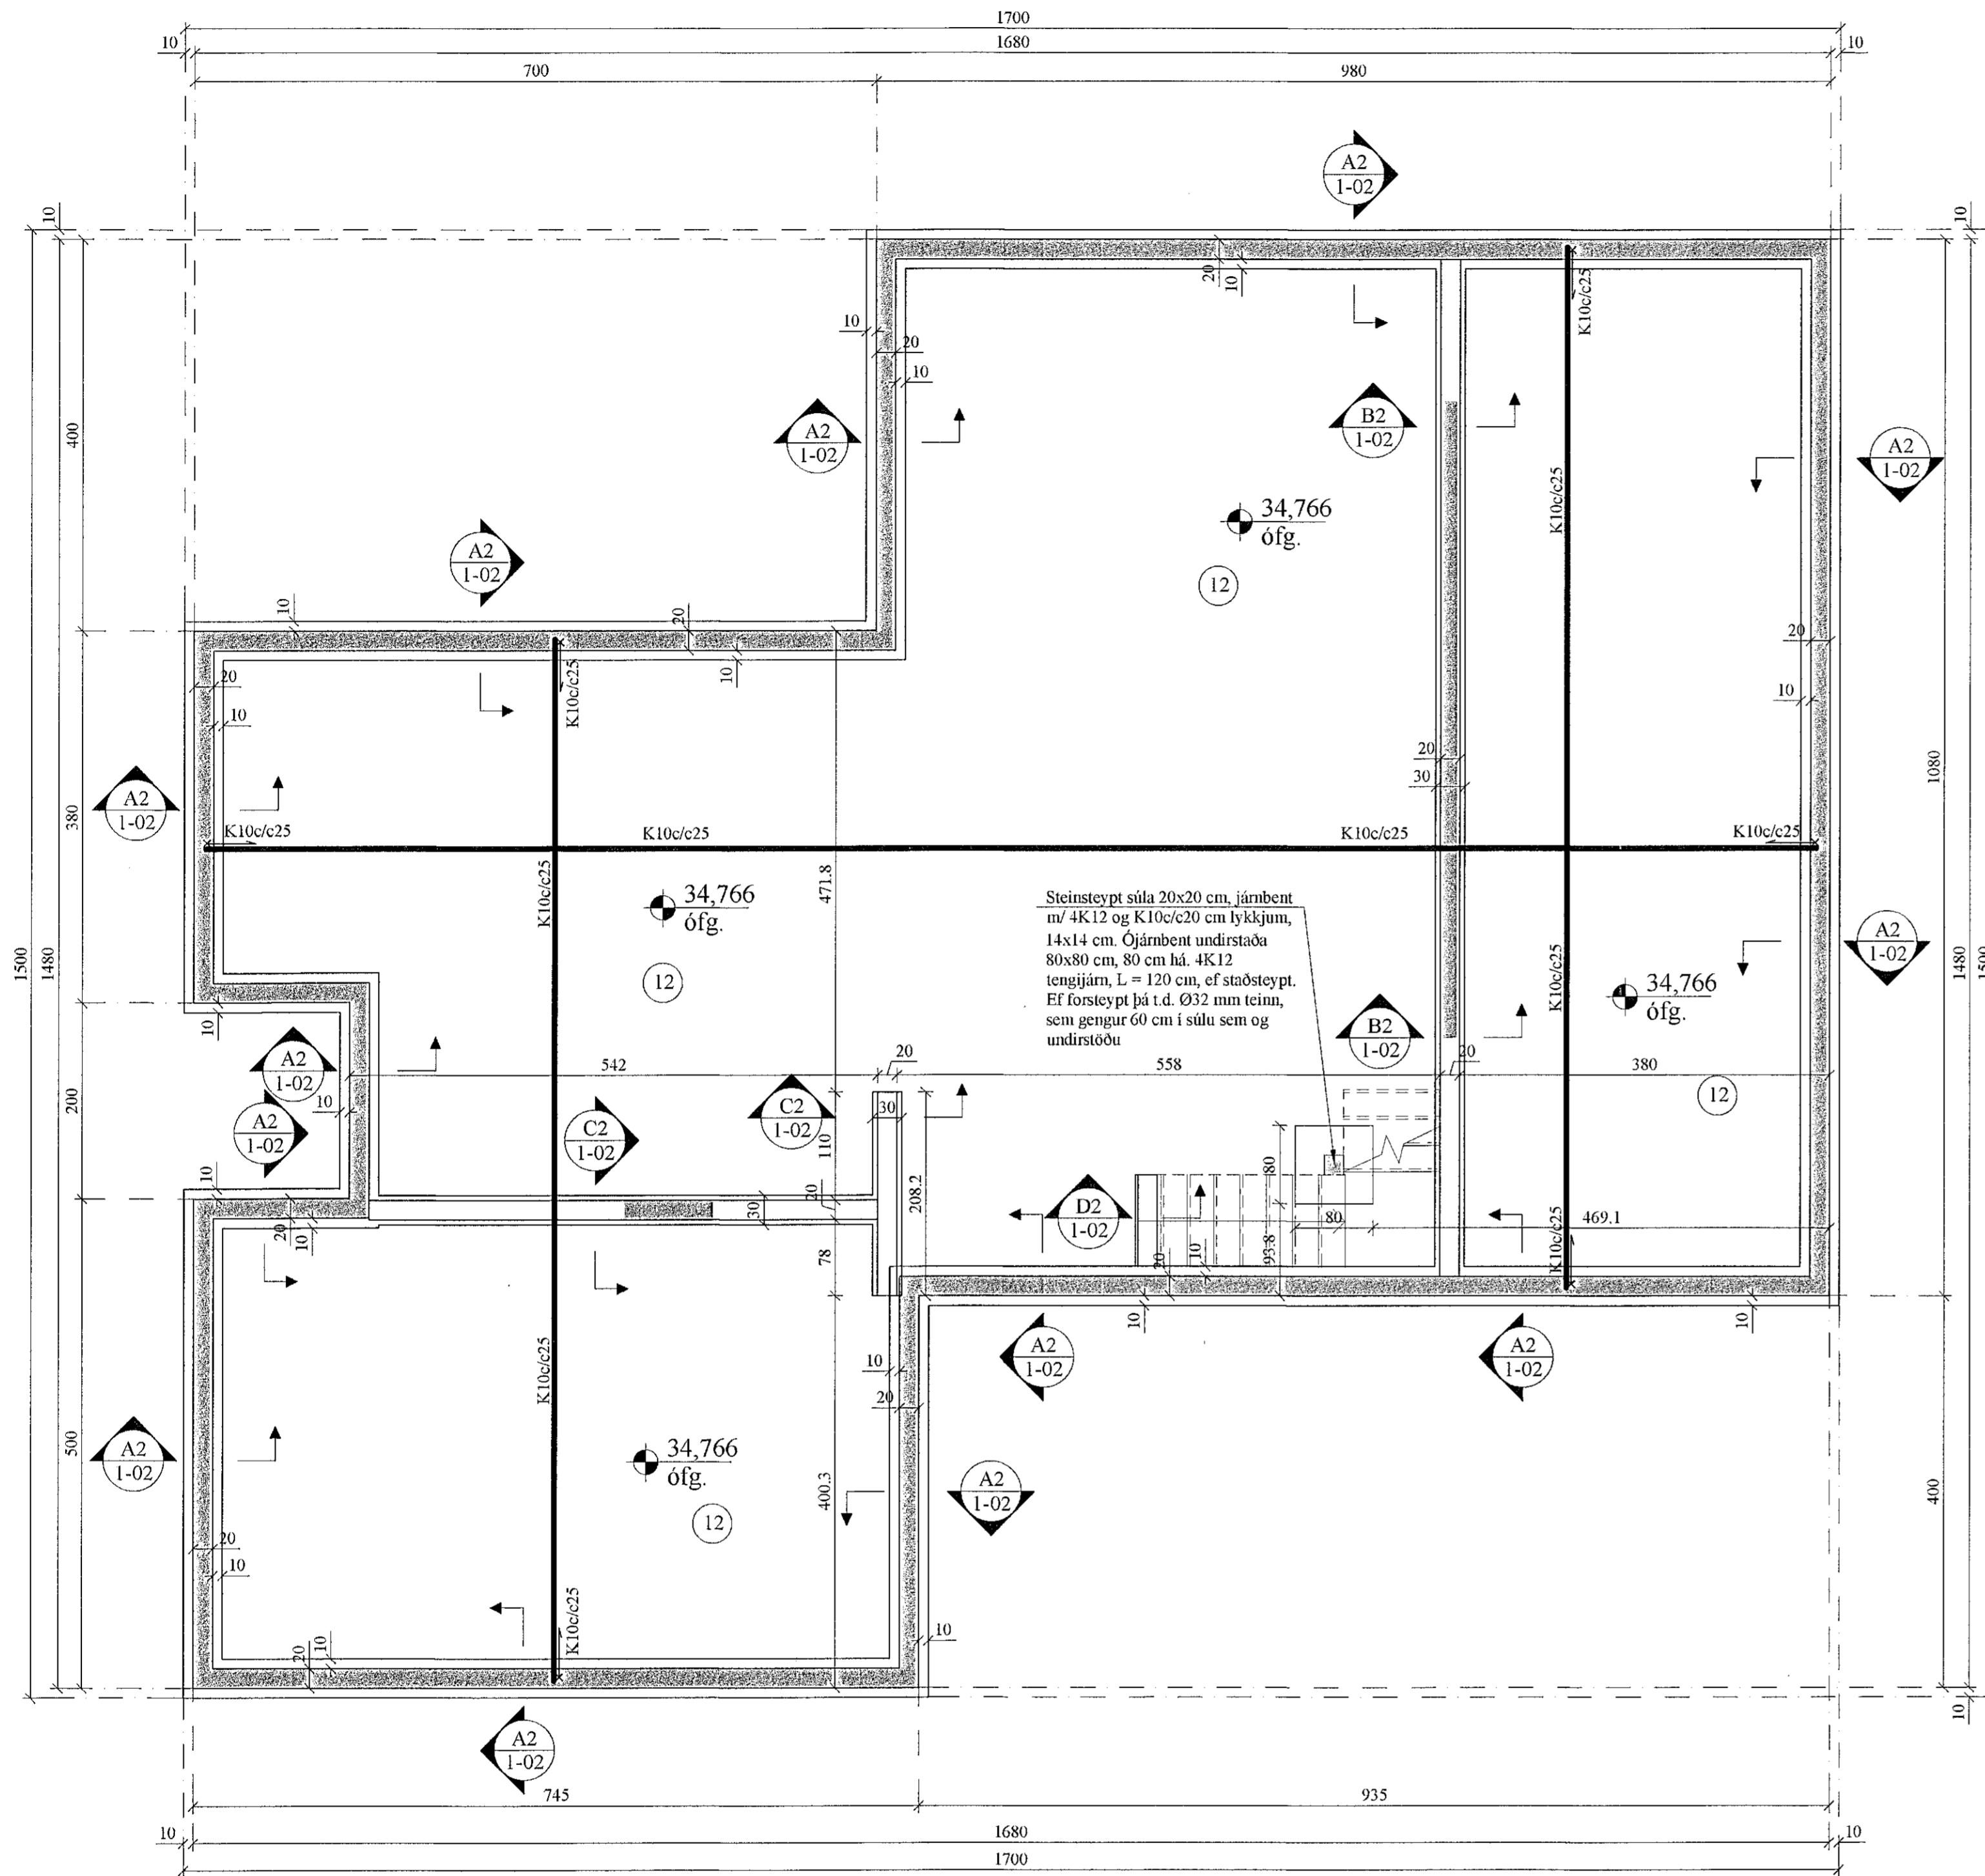 1700
10
1680
10
700
980
A2
1-02
10
10
20
10
K10c/c25
10
20
10
A2
1-02
B2
1-02
A2
1-02
400
K10c/c25
34,766
ófg.
A2
1-02
12
10
20
20
10
K10c/c25
20
10
10
20
30
1080
A2
1-02
380
K10c/c25
K10c/c25
K10c/c25
K10c/c25
471.8
K10c/c25
34,766
ófg.
12
Steinsteypt súla 20x20 cm, járnbent
m/ 4K12 og K10c/c20 cm lykkjum,
14x14 cm. Ójárnbent undirstaða
80x80 cm, 80 cm há. 4K12
tengijárn, L = 120 cm, ef staðsteypt.
Ef forsteypt þá t.d. Ø32 mm teinn,
sem gengur 60 cm í súlu sem og
undirstöðu
K10c/c25
34,766
ófg.
A2
1-02
1500
1480
1480
1500
10
A2
1-02
B2
1-02
20
542
558
20
380
12
200
10
A2
1-02
C2
1-02
C2
1-02
30
110
80
10
20
10
20
30
208.2
D2
1-02
80
469.1
93.8
20
10
K10c/c25
78
10
10
A2
1-02
A2
1-02
10
20
K10c/c25
500
A2
1-02
34,766
ófg.
12
400.3
A2
1-02
400
20
10
K10c/c25
20
10
10
10
A2
1-02
745
935
10
1680
10
1700